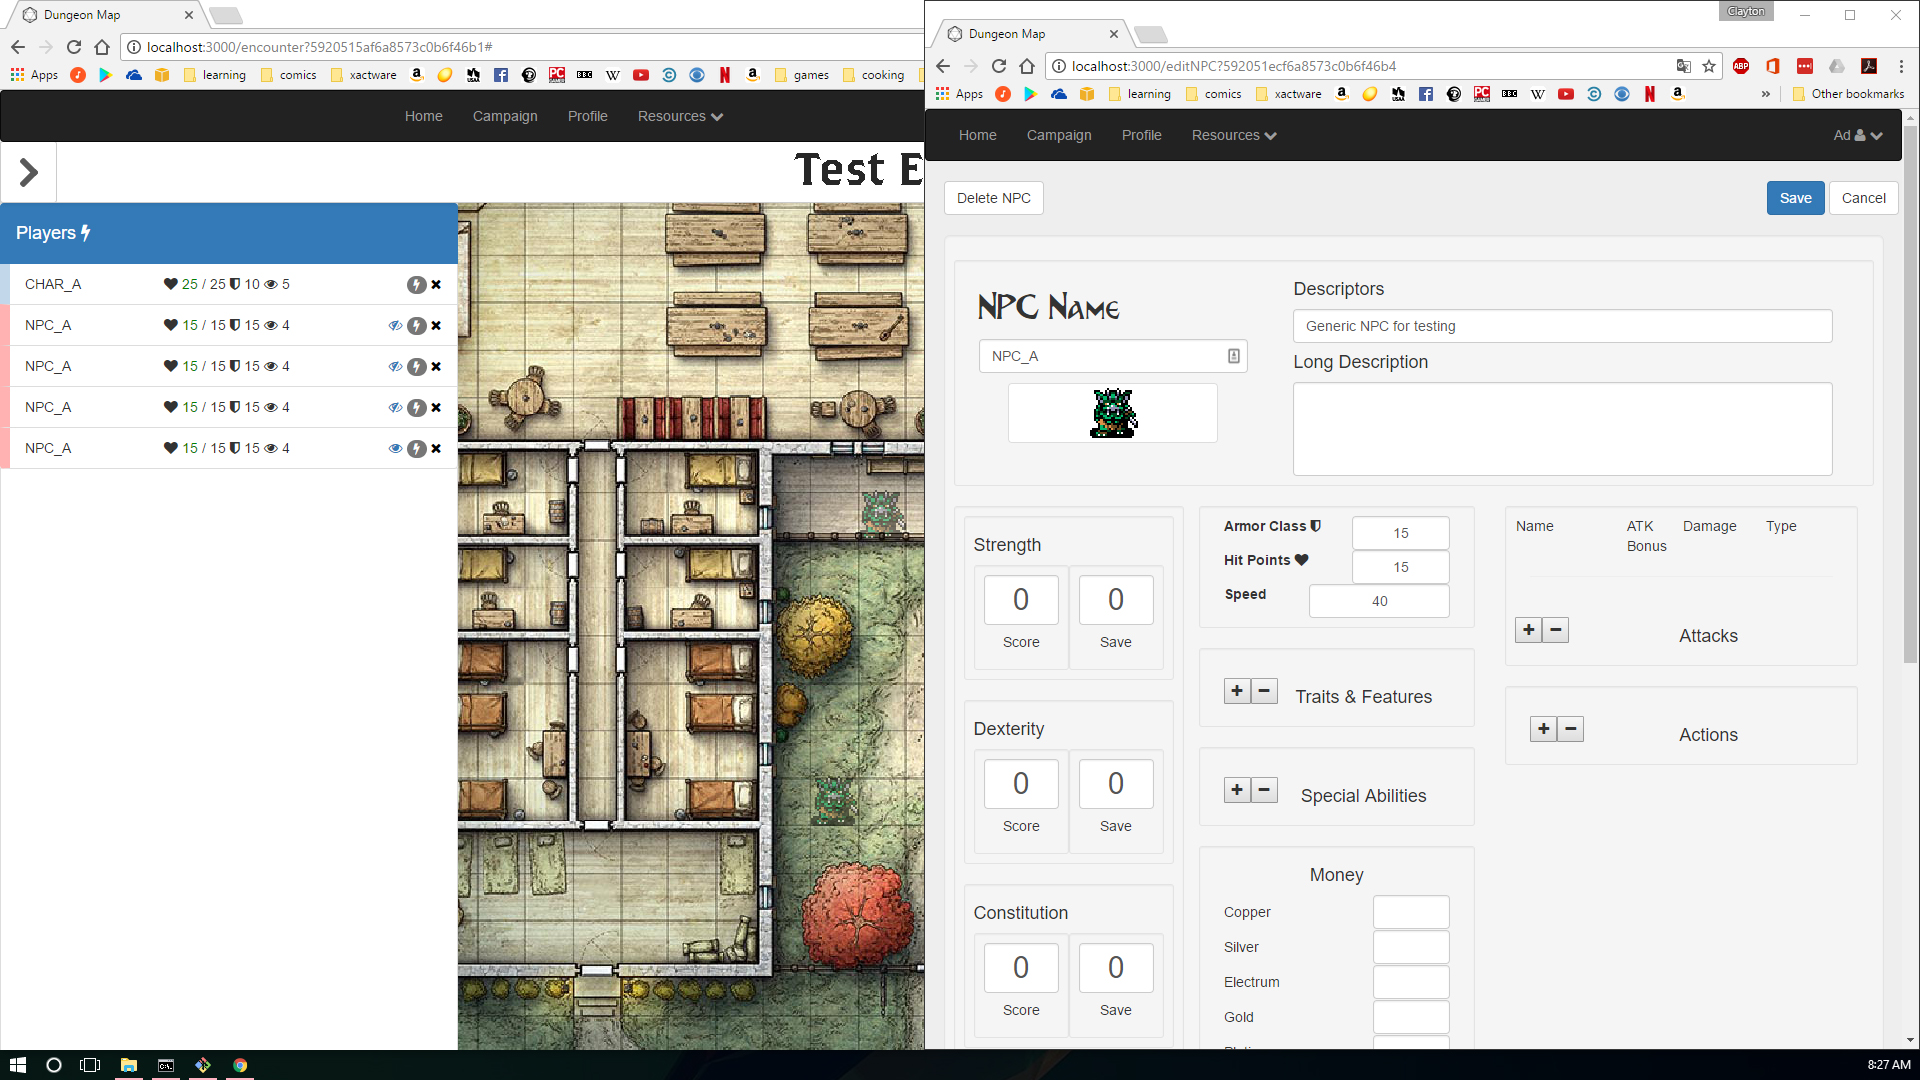 Dungeon Map
localhost:3000/encounter?5920515af6a8573c0b6f46b1#
Apps learning comics xactware games cooking
Home Campaign Profile Resources
Test E
Players
CHAR_A 25 / 25 10 5
NPC_A 15 / 15 15 4
NPC_A 15 / 15 15 4
NPC_A 15 / 15 15 4
NPC_A 15 / 15 15 4
Clayton
Dungeon Map
localhost:3000/editNPC?592051ecf6a8573c0b6f46b4
ABP
Apps learning comics xactware » Other bookmarks
Home Campaign Profile Resources Ad
Delete NPC Save Cancel
NPC Name
NPC_A
Descriptors
Generic NPC for testing
Long Description
Strength
0 0
Score Save
Dexterity
0 0
Score Save
Constitution
0 0
Score Save
Armor Class 15
Hit Points 15
Speed 40
Traits & Features
Special Abilities
Money
Copper
Silver
Electrum
Gold
Name ATK Bonus Damage Type
Attacks
Actions
8:27 AM